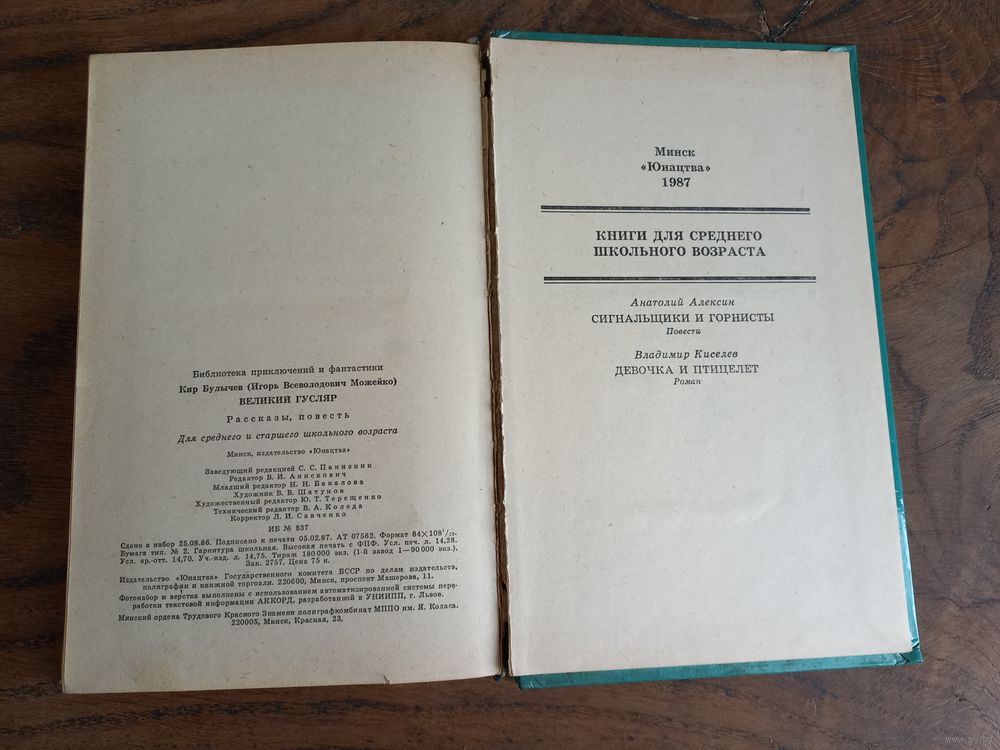 Библиотека приключений и фантастики
Кир Булычев (Игорь Всеволодович Можейко)
ВЕЛИКИЙ ГУСЛЯР
Рассказы, повесть
Для среднего и старшего школьного возраста
Минск, издательство «Юнацтва»
Заведующий редакцией С. С. Панизник
Редактор В. И. Анискович
Младший редактор Н. Н. Бакалова
Художник В. В. Шатунов
Художественный редактор Ю. Т. Терещенко
Технический редактор В. А. Коледа
Корректор Л. И. Савченко
ИБ № 837
Сдано в набор 25.08.86. Подписано к печати 05.02.87. АТ 07562. Формат 84×108¹/₃₂.
Бумага тип. № 2. Гарнитура школьная. Высокая печать с ФПФ. Усл. печ. л. 14,28.
Усл. кр.-отт. 14,70. Уч.-изд. л. 14,75. Тираж 180 000 экз. (1-й завод 1—90 000 экз.).
Зак. 2757. Цена 75 к.
Издательство «Юнацтва» Государственного комитета БССР по делам издательств,
полиграфии и книжной торговли. 220600, Минск, проспект Машерова, 11.
Фотонабор и верстка выполнены с использованием автоматизированной системы пере-
работки текстовой информации АККОРД, разработанной в УНИИПП, г. Львов.
Минский ордена Трудового Красного Знамени полиграфкомбинат МППО им. Я. Коласа.
220005, Минск, Красная, 23.
Минск
«Юнацтва»
1987
КНИГИ ДЛЯ СРЕДНЕГО
ШКОЛЬНОГО ВОЗРАСТА
Анатолий Алексин
СИГНАЛЬЩИКИ И ГОРНИСТЫ
Повести
Владимир Киселев
ДЕВОЧКА И ПТИЦЕЛЕТ
Роман
www.ay.by